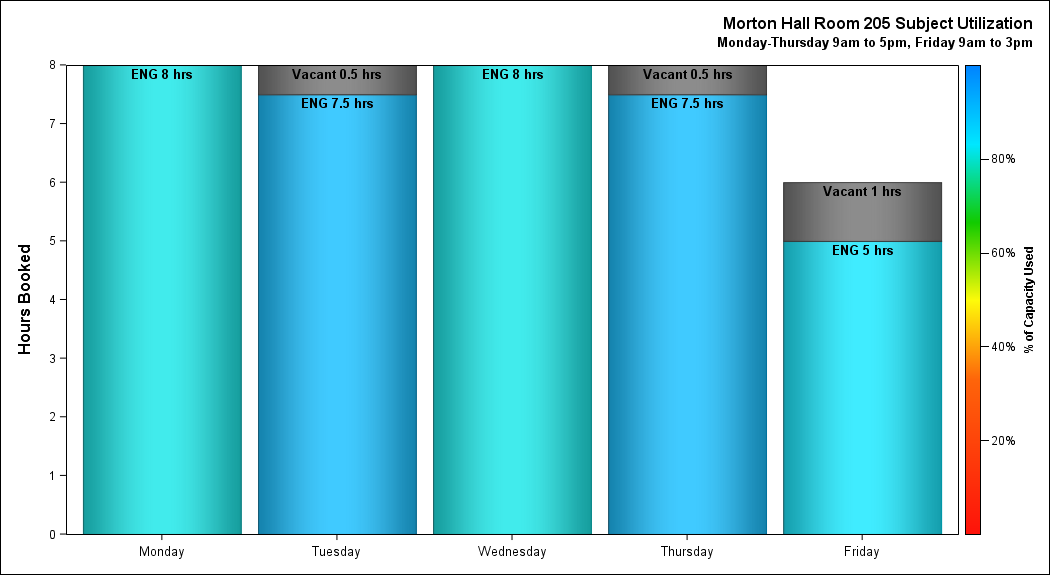 Morton Hall Room 205 Subject Utilization
Monday-Thursday 9am to 5pm, Friday 9am to 3pm
Hours Booked
8
7
6
5
4
3
2
1
0
ENG 8 hrs
Vacant 0.5 hrs
ENG 7.5 hrs
ENG 8 hrs
Vacant 0.5 hrs
ENG 7.5 hrs
Vacant 1 hrs
ENG 5 hrs
Monday
Tuesday
Wednesday
Thursday
Friday
80%
60%
40%
20%
% of Capacity Used